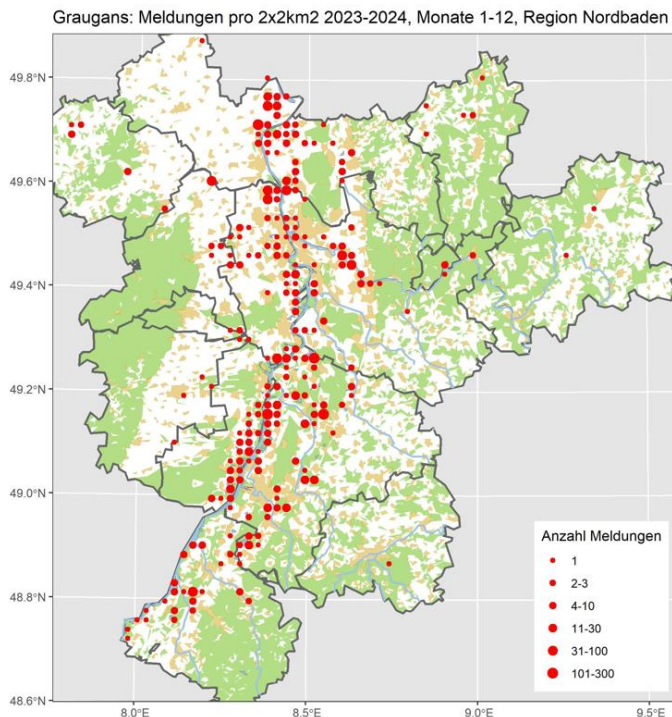 Graugans: Meldungen pro 2x2km2 2023-2024, Monate 1-12, Region Nordbaden
49.8°N
49.6°N
49.4°N
49.2°N
49.0°N
48.8°N
48.6°N
8.0°E
8.5°E
9.0°E
9.5°E
Anzahl Meldungen
1
2-3
4-10
11-30
31-100
101-300